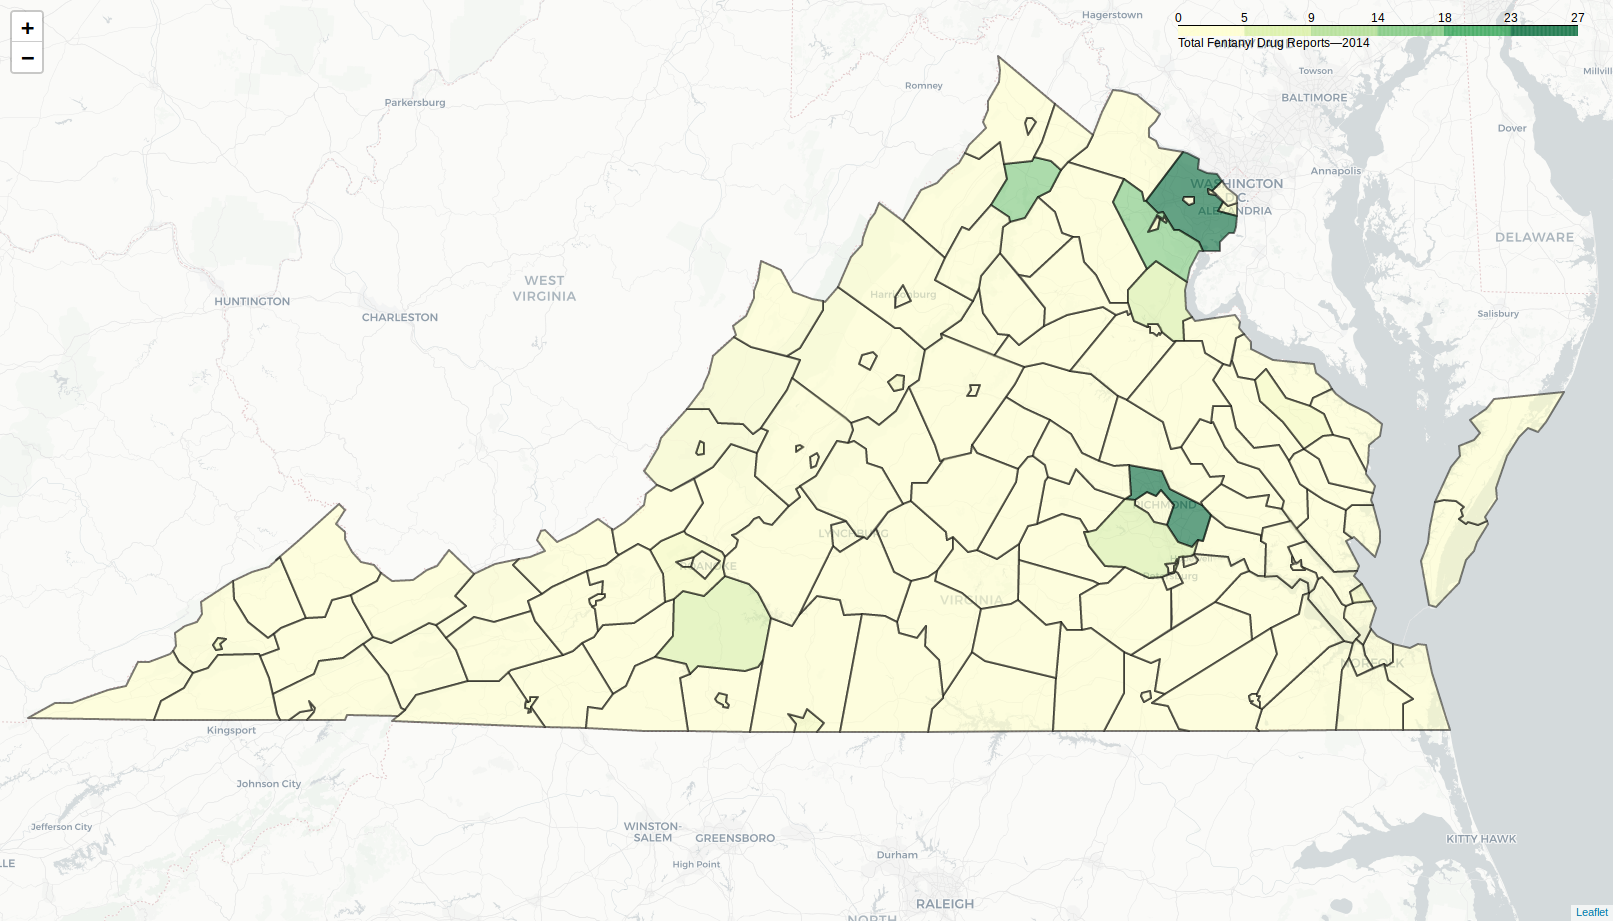 +
−
Hagerstown
0 5 9 14 18 23 27
Total Fentanyl Drug Reports—2014
Towson
Millvill
Romney
BALTIMORE
Parkersburg
Dover
Annapolis
WASHINGTON
D.C.
ALEXANDRIA
DELAWARE
WEST
VIRGINIA
Harrisonburg
HUNTINGTON
CHARLESTON
Salisbury
RICHMOND
LYNCHBURG
ROANOKE
Petersburg
VIRGINIA
NORFOLK
Kingsport
Johnson City
Jefferson City
WINSTON-
SALEM
GREENSBORO
KITTY HAWK
High Point
Durham
LLE
RALEIGH
NORTH
Leaflet